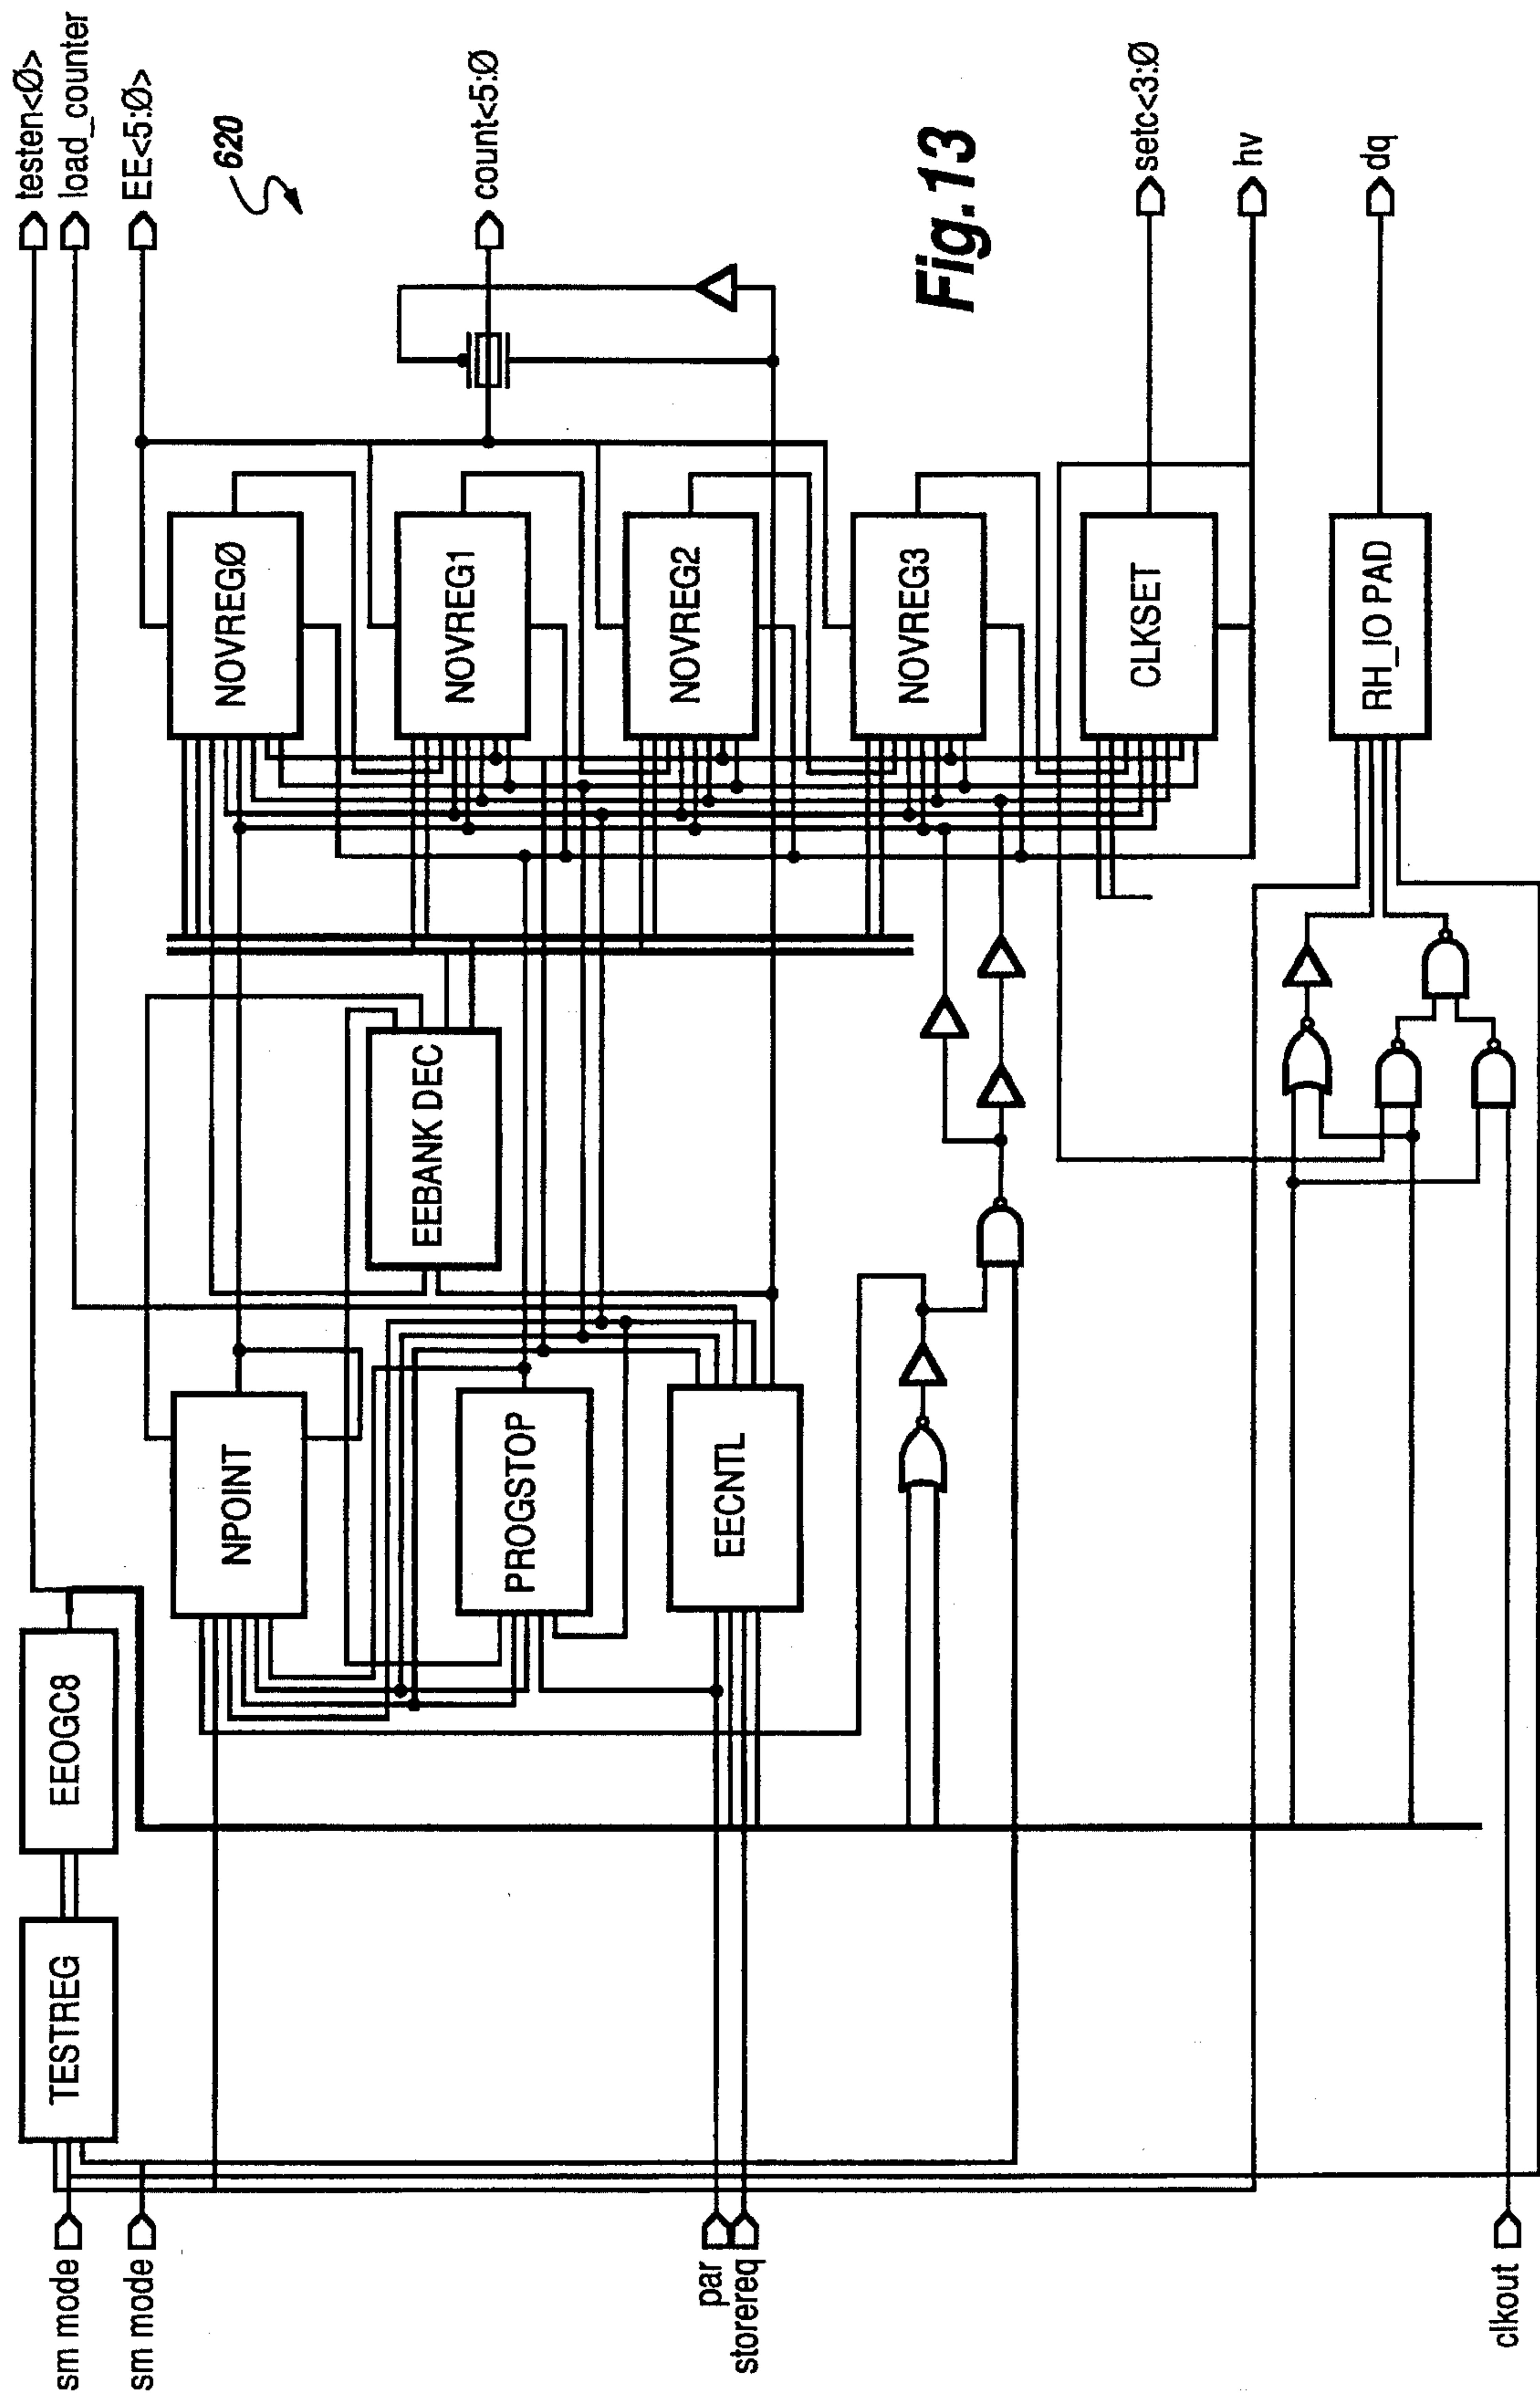 testen<Ø>
load_counter
EE<5:Ø>
620
count<5:Ø>
Fig.13
setc<3:Ø>
hv
dq
NOVREGØ
NOVREG1
NOVREG2
NOVREG3
CLKSET
RH_IO PAD
EEBANK DEC
NPOINT
PROGSTOP
EECNTL
EEOGC8
TESTREG
sm mode
sm mode
par
storereq
clkout